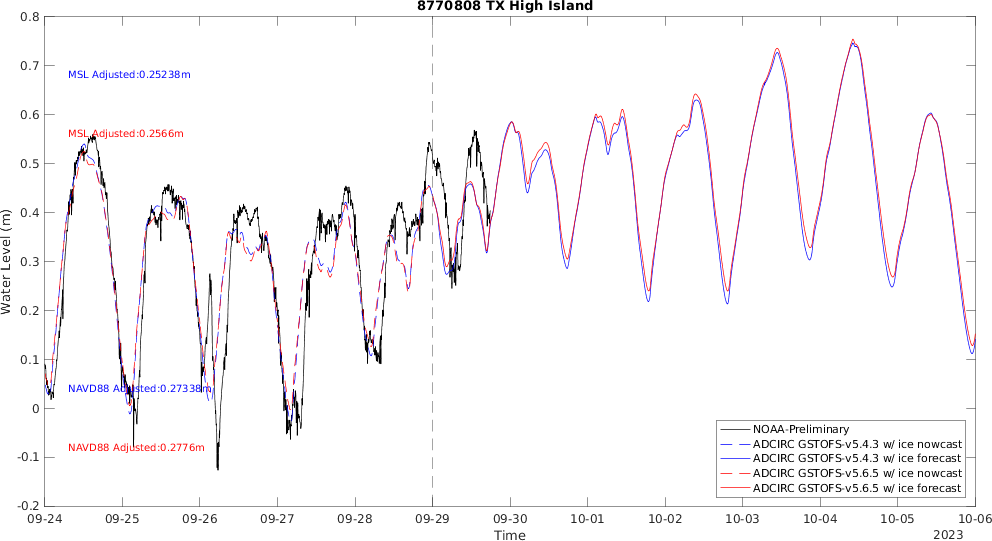 8770808 TX High Island
0.8
0.7
0.6
0.5
0.4
0.3
0.2
0.1
0
-0.1
-0.2
Water Level (m)
MSL Adjusted:0.25238m
MSL Adjusted:0.2566m
NAVD88 Adjusted:0.27338m
NAVD88 Adjusted:0.2776m
NOAA-Preliminary
ADCIRC GSTOFS-v5.4.3 w/ ice nowcast
ADCIRC GSTOFS-v5.4.3 w/ ice forecast
ADCIRC GSTOFS-v5.6.5 w/ ice nowcast
ADCIRC GSTOFS-v5.6.5 w/ ice forecast
09-24 09-25 09-26 09-27 09-28 09-29 09-30 10-01 10-02 10-03 10-04 10-05 10-06
Time
2023